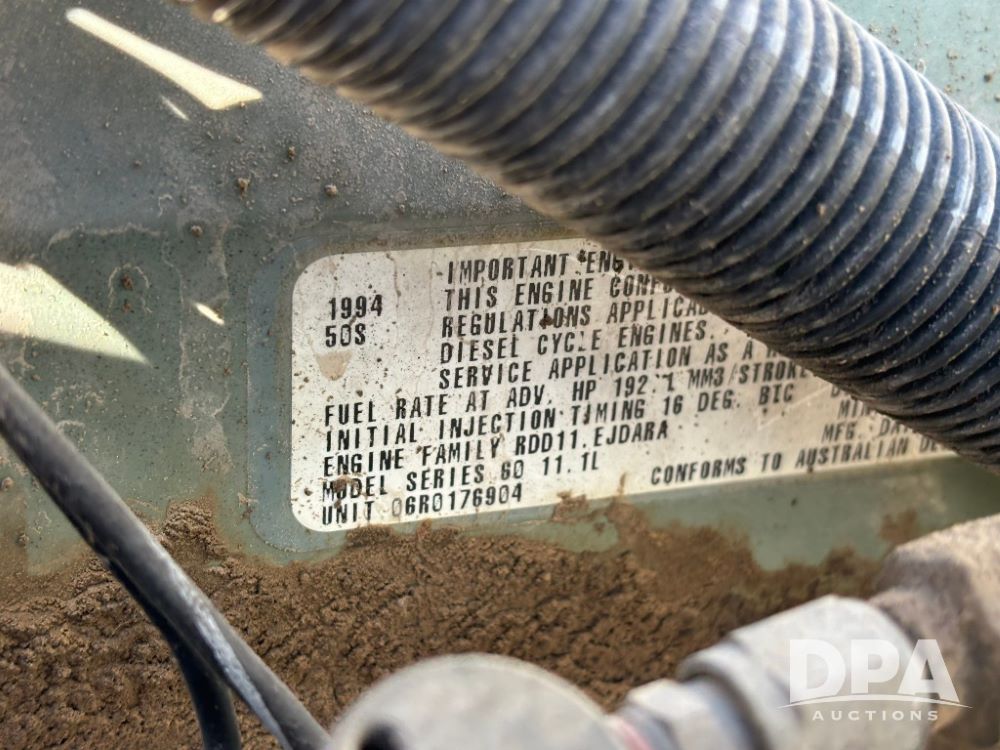 1994
50S
IMPORTANT
THIS ENGINE
REGULATIONS
DIESEL CYCLE ENGINES.
SERVICE APPLICATION AS A
FUEL RATE AT ADV. HP 192.1 MM3/STROKE
INITIAL INJECTION TIMING 16 DEG. BTC
ENGINE FAMILY RDD11.EJDARA
MODEL SERIES 60 11.1L
UNIT 06R0176904
MFG.
CONFORMS TO AUSTRALIAN
DPA
AUCTIONS